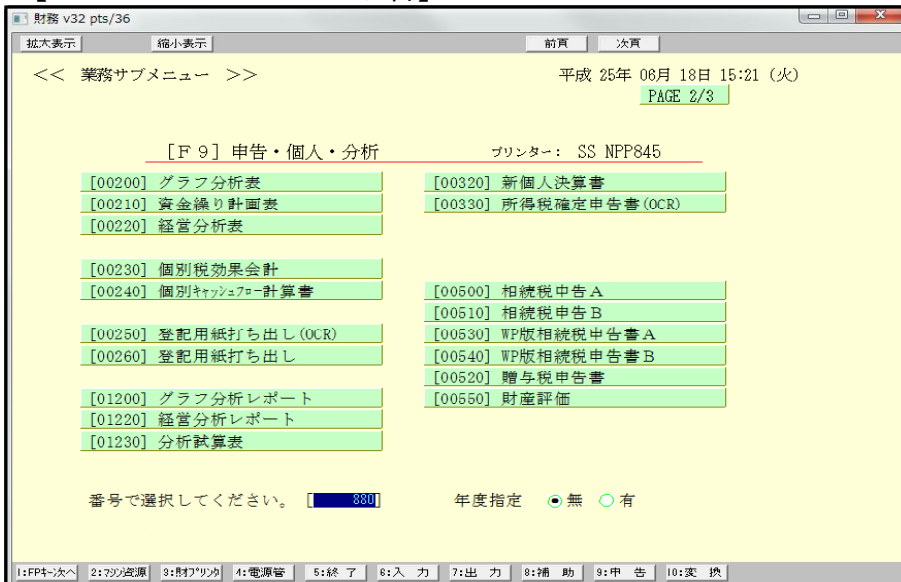 財務 v32 pts/36
拡大表示 縮小表示 前頁 次頁
<< 業務サブメニュー >> 平成 25年 06月 18日 15:21 (火)
PAGE 2/3
[F9] 申告・個人・分析 プリンター: SS NPP845
[00200] グラフ分析表 [00320] 新個人決算書
[00210] 資金繰り計画表 [00330] 所得税確定申告書(OCR)
[00220] 経営分析表
[00230] 個別税効果会計
[00240] 個別キャッシュフロー計算書 [00500] 相続税申告A
[00510] 相続税申告B
[00250] 登記用紙打ち出し(OCR) [00530] WP版相続税申告書A
[00260] 登記用紙打ち出し [00540] WP版相続税申告書B
[00520] 贈与税申告書
[01200] グラフ分析レポート [00550] 財産評価
[01220] 経営分析レポート
[01230] 分析試算表
番号で選択してください。 [ 880] 年度指定 無 有
1:FPキー次へ 2:マシン資源 3:財オプリンタ 4:電源管 5:終 了 6:入 力 7:出 力 8:補 助 9:申 告 10:変 換